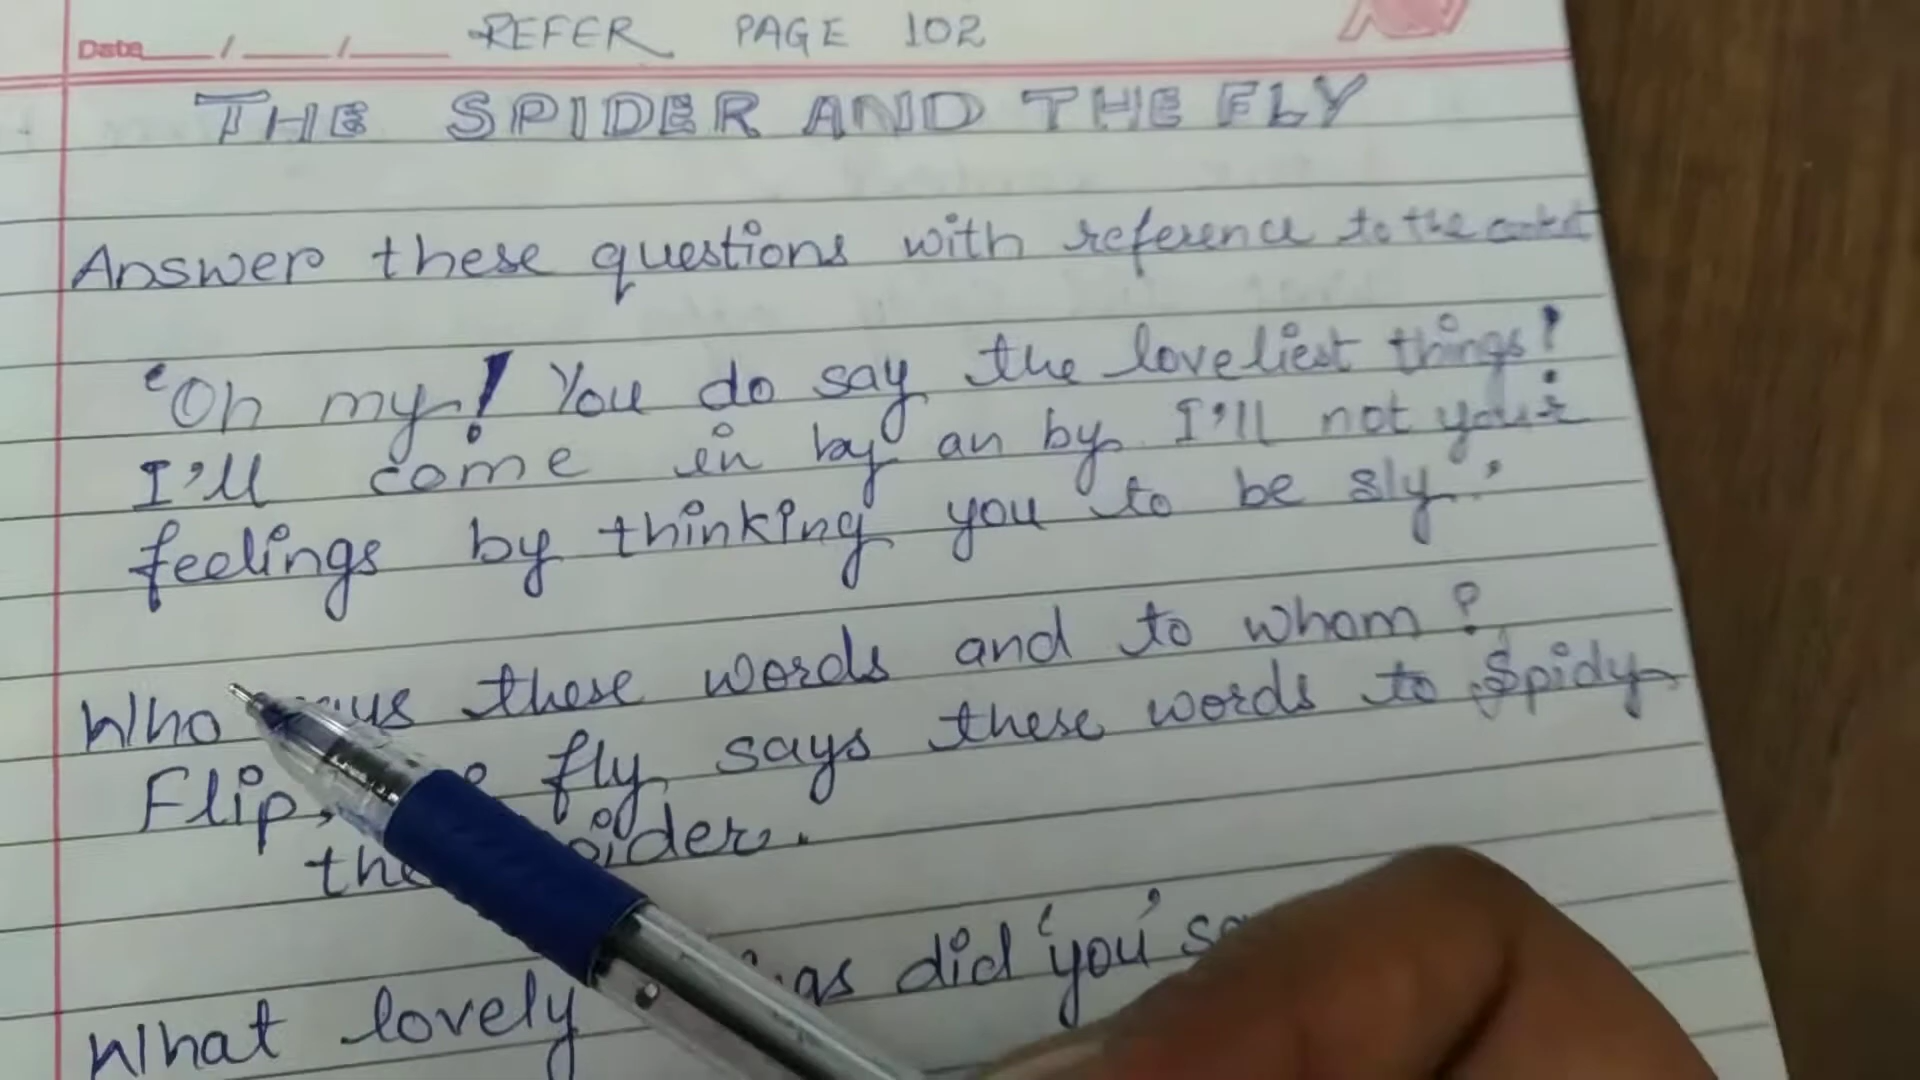 Date / / REFER PAGE 102
THE SPIDER AND THE FLY
Answer these questions with reference to the
'Oh my! You do say the loveliest things!
I'll come in by an by. I'll not your
feelings by thinking you to be sly.'
Who says these words and to whom?
Flip, fly says these words to Spidy
the spider.
What lovely did 'you'